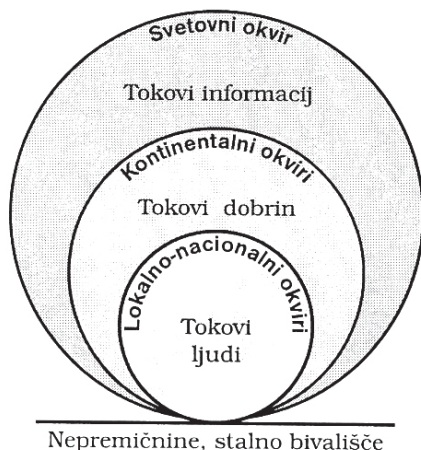 Svetovni okvir
Tokovi informacij
Kontinentalni okviri
Tokovi dobrin
Lokalno-nacionalni okviri
Tokovi
ljudi
Nepremičnine, stalno bivališče